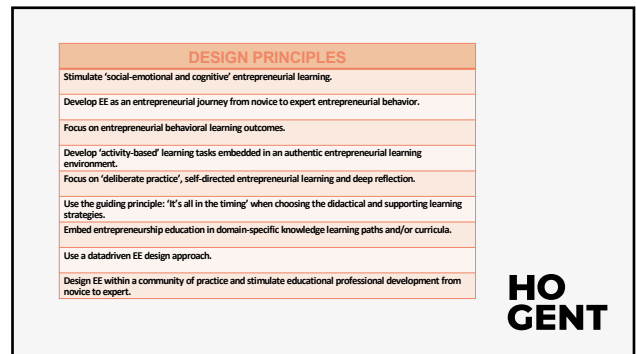 DESIGN PRINCIPLES
Stimulate ‘social-emotional and cognitive’ entrepreneurial learning.
Develop EE as an entrepreneurial journey from novice to expert entrepreneurial behavior.
Focus on entrepreneurial behavioral learning outcomes.
Develop ‘activity-based’ learning tasks embedded in an authentic entrepreneurial learning
environment.
Focus on ‘deliberate practice’, self-directed entrepreneurial learning and deep reflection.
Use the guiding principle: ‘It’s all in the timing’ when choosing the didactical and supporting learning
strategies.
Embed entrepreneurship education in domain-specific knowledge learning paths and/or curricula.
Use a datadriven EE design approach.
Design EE within a community of practice and stimulate educational professional development from
novice to expert.
HO
GENT